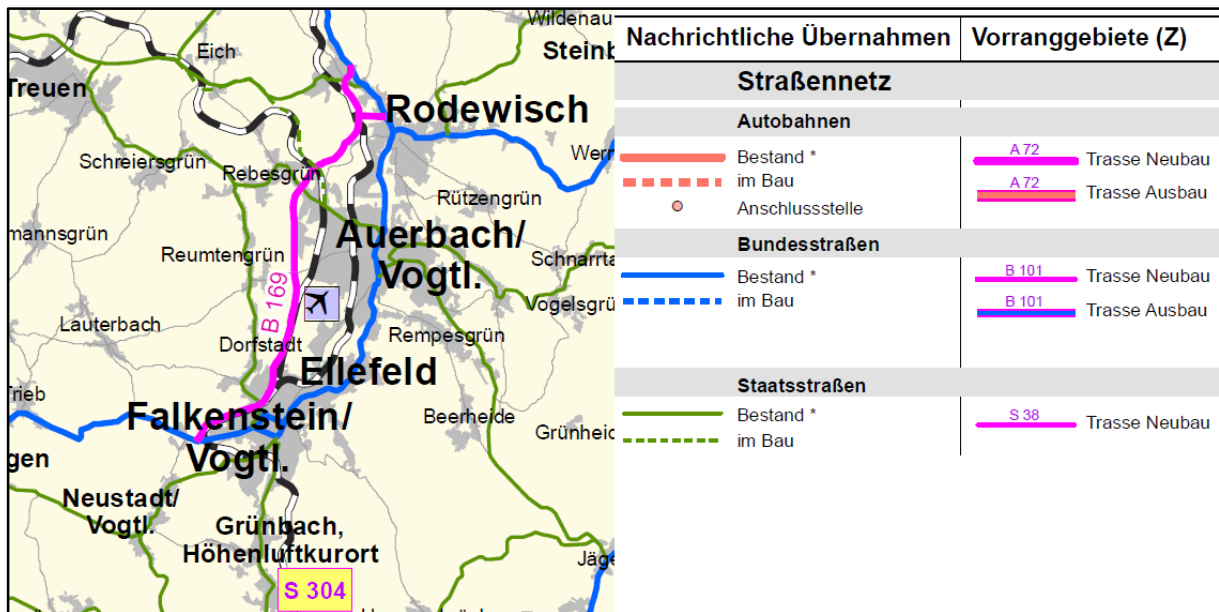 Wildenau
Eich
Steinb
Treuen
Rodewisch
Schreiersgrün
Wern
Rebesgrün
Rützengrün
mannsgrün
Auerbach/
Vogtl.
Reumtengrün
Schnarrta
B 169
Vogelsgrü
Lauterbach
Rempesgrün
Dorfstadt
Ellefeld
Trieb
Falkenstein/
Vogtl.
Beerheide
Grünheid
gen
Neustadt/
Vogtl.
Grünbach,
Höhenluftkurort
Jäge
S 304
Nachrichtliche Übernahmen
Vorranggebiete (Z)
Straßennetz
Autobahnen
Bestand *
A 72
Trasse Neubau
im Bau
A 72
Trasse Ausbau
Anschlussstelle
Bundesstraßen
Bestand *
B 101
Trasse Neubau
im Bau
B 101
Trasse Ausbau
Staatsstraßen
Bestand *
S 38
Trasse Neubau
im Bau